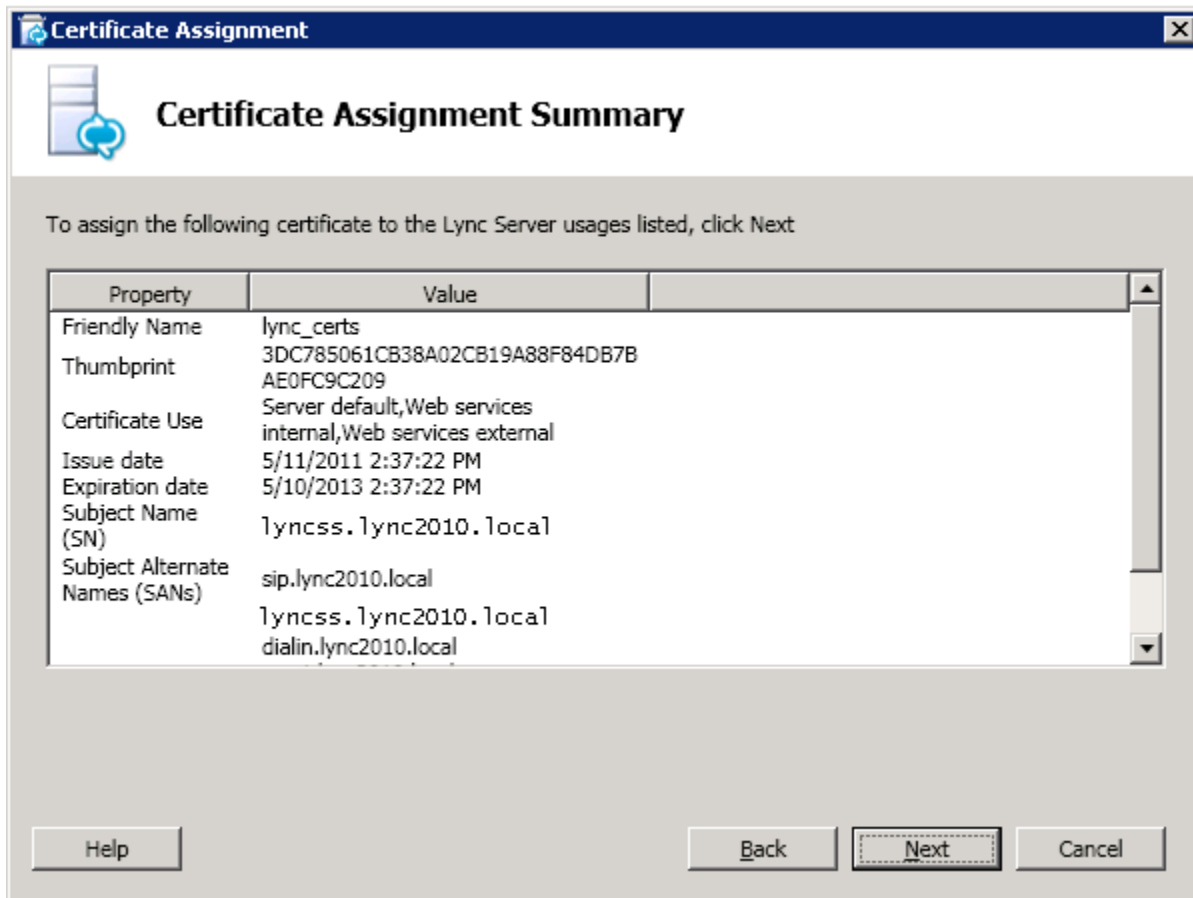 Certificate Assignment
Certificate Assignment Summary
To assign the following certificate to the Lync Server usages listed, click Next
Property Value
Friendly Name lync_certs
Thumbprint 3DC785061CB38A02CB19A88F84DB7B
AE0FC9C209
Certificate Use Server default,Web services
internal,Web services external
Issue date 5/11/2011 2:37:22 PM
Expiration date 5/10/2013 2:37:22 PM
Subject Name
(SN) lyncss.lync2010.local
Subject Alternate
Names (SANs) sip.lync2010.local
lyncss.lync2010.local
dialin.lync2010.local
Help Back Next Cancel